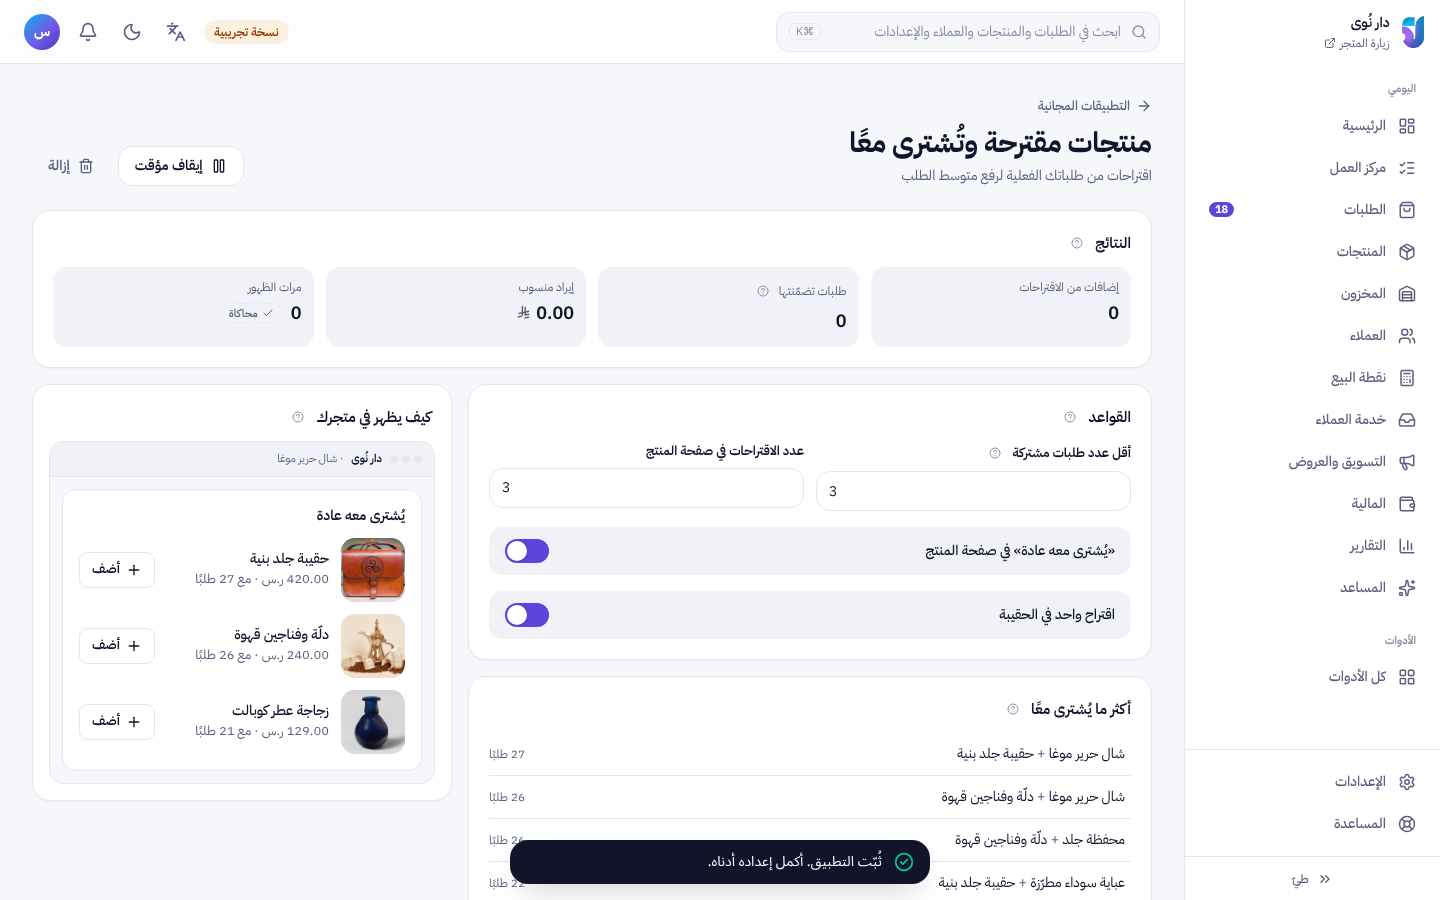 دار نُوى
زيارة المتجر
ابحث في الطلبات والمنتجات والعملاء والإعدادات
⌘K
نسخة تجريبية
س
اليومي
الرئيسية
مركز العمل
الطلبات
18
المنتجات
المخزون
العملاء
نقطة البيع
خدمة العملاء
التسويق والعروض
المالية
التقارير
المساعد
الأدوات
كل الأدوات
الإعدادات
المساعدة
طيّ
التطبيقات المجانية
منتجات مقترحة وتُشترى معًا
اقتراحات من طلباتك الفعلية لرفع متوسط الطلب
إيقاف مؤقت
إزالة
النتائج
إضافات من الاقتراحات
0
طلبات تضمّنتها
0
إيراد منسوب
0.00
مرات الظهور
0
محاكاة
القواعد
أقل عدد طلبات مشتركة
3
عدد الاقتراحات في صفحة المنتج
3
«يُشترى معه عادة» في صفحة المنتج
اقتراح واحد في الحقيبة
أكثر ما يُشترى معًا
شال حرير موغا + حقيبة جلد بنية
27 طلبًا
شال حرير موغا + دلّة وفناجين قهوة
26 طلبًا
محفظة جلد + دلّة وفناجين قهوة
26 طلبًا
عباية سوداء مطرّزة + حقيبة جلد بنية
22 طلبًا
كيف يظهر في متجرك
دار نُوى · شال حرير موغا
يُشترى معه عادة
حقيبة جلد بنية
420.00 ر.س · مع 27 طلبًا
أضف
دلّة وفناجين قهوة
240.00 ر.س · مع 26 طلبًا
أضف
زجاجة عطر كوبالت
129.00 ر.س · مع 21 طلبًا
أضف
ثُبّت التطبيق. أكمل إعداده أدناه.